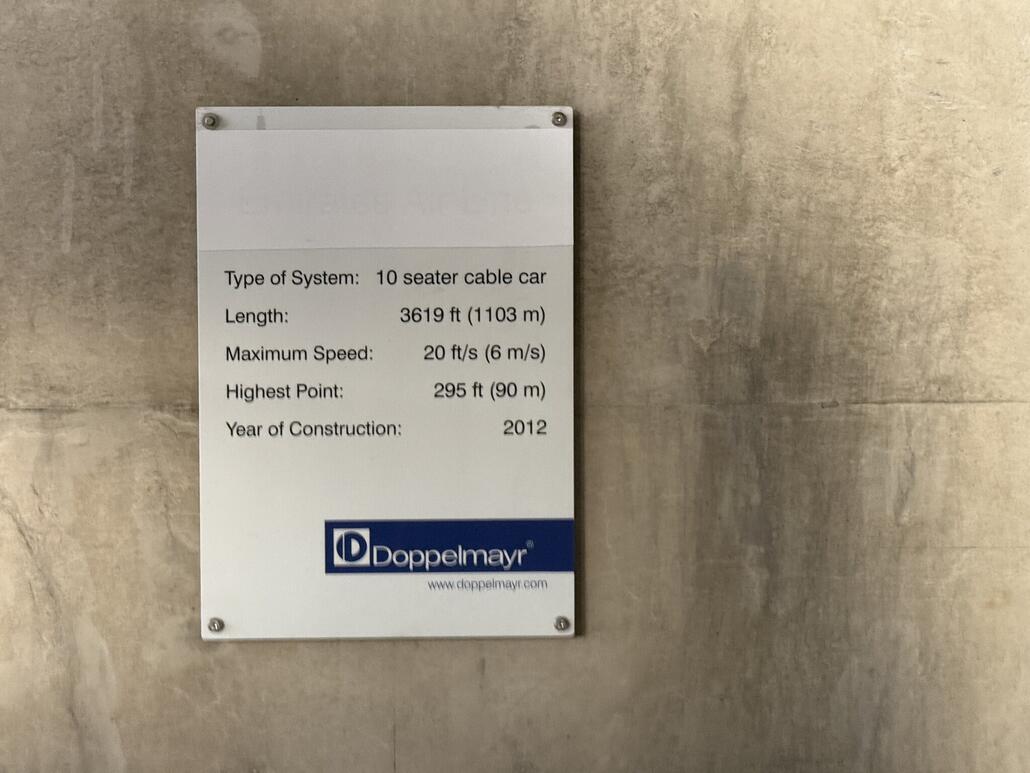 Type of System: 10 seater cable car
Length: 3619 ft (1103 m)
Maximum Speed: 20 ft/s (6 m/s)
Highest Point: 295 ft (90 m)
Year of Construction: 2012
Doppelmayr®
www.doppelmayr.com